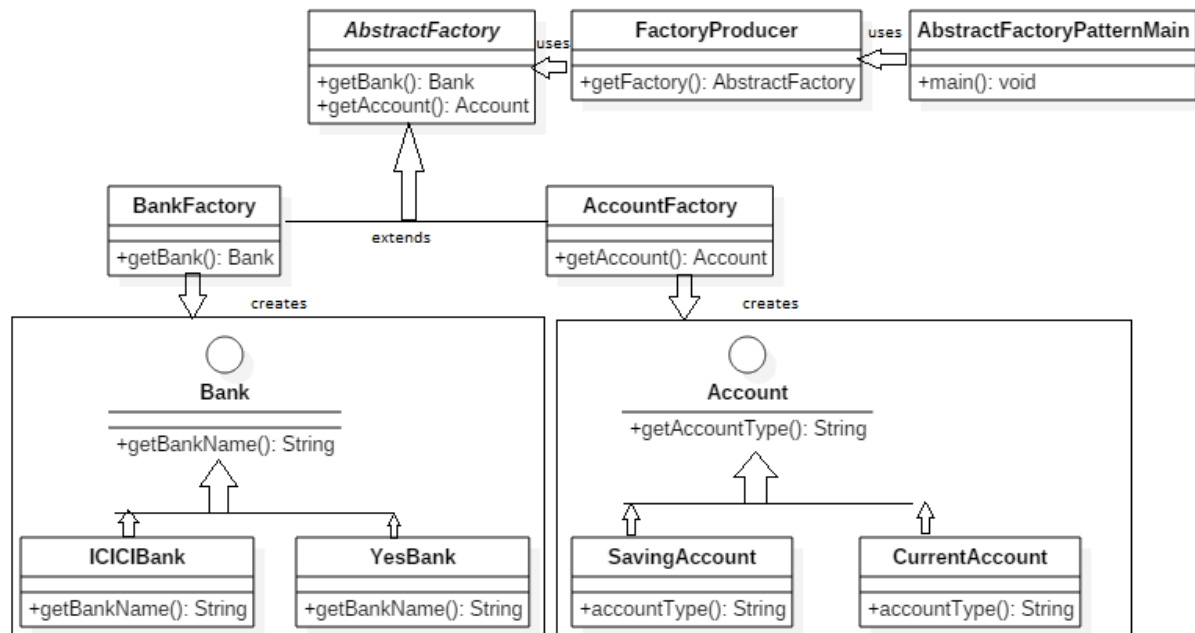 AbstractFactory
+getBank(): Bank
+getAccount(): Account
uses
FactoryProducer
+getFactory(): AbstractFactory
uses
AbstractFactoryPatternMain
+main(): void
BankFactory
+getBank(): Bank
extends
AccountFactory
+getAccount(): Account
creates
creates
Bank
+getBankName(): String
ICICIBank
+getBankName(): String
YesBank
+getBankName(): String
Account
+getAccountType(): String
SavingAccount
+accountType(): String
CurrentAccount
+accountType(): String